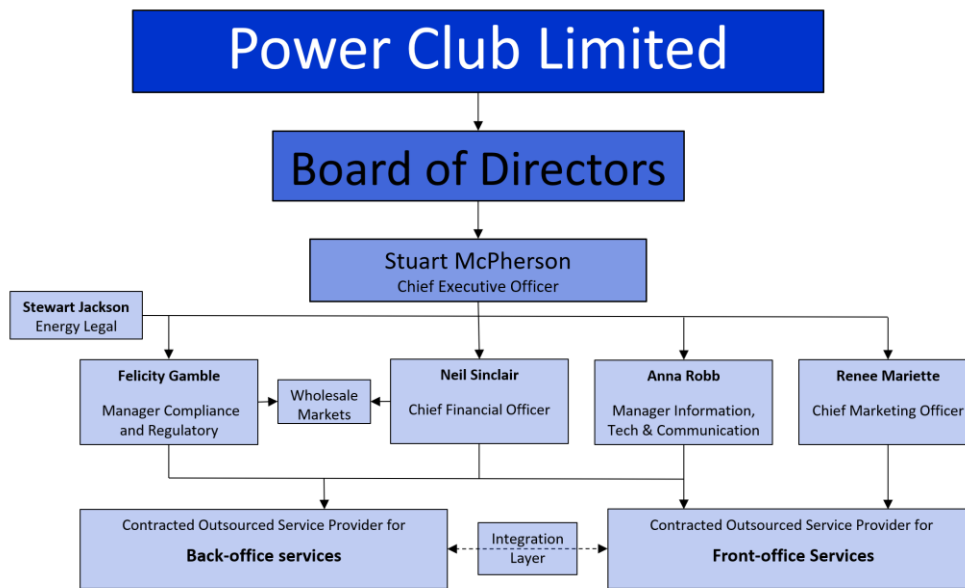 Power Club Limited
Board of Directors
Stuart McPherson
Chief Executive Officer
Stewart Jackson
Energy Legal
Felicity Gamble
Manager Compliance
and Regulatory
Wholesale
Markets
Neil Sinclair
Chief Financial Officer
Anna Robb
Manager Information,
Tech & Communication
Renee Mariette
Chief Marketing Officer
Contracted Outsourced Service Provider for
Back-office services
Integration
Layer
Contracted Outsourced Service Provider for
Front-office Services